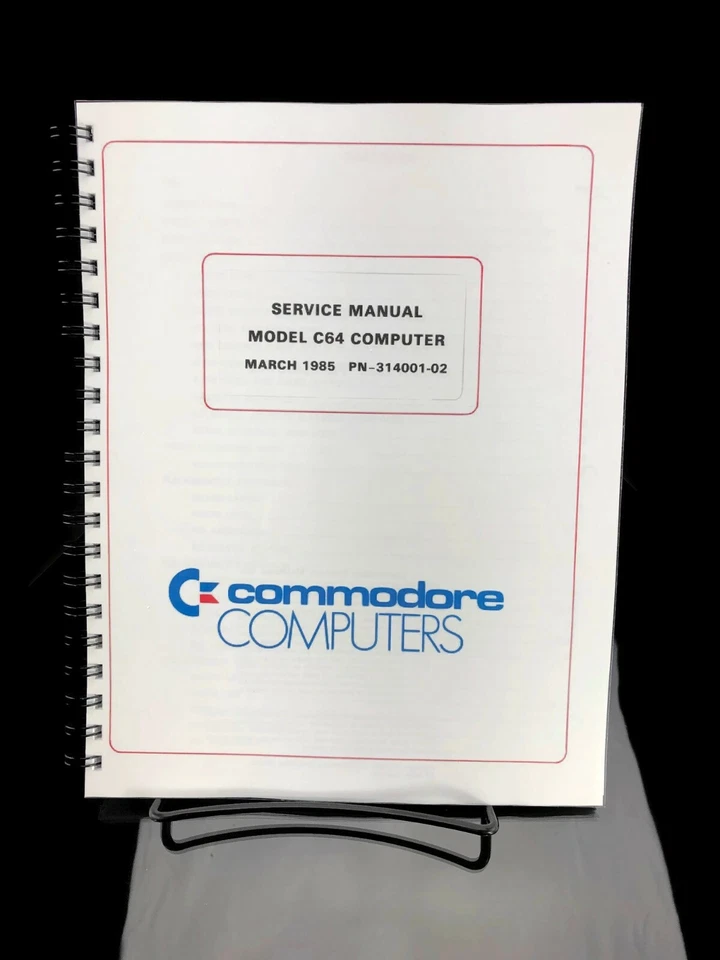 SERVICE MANUAL
MODEL C64 COMPUTER
MARCH 1985 PN-314001-02
commodore
COMPUTERS